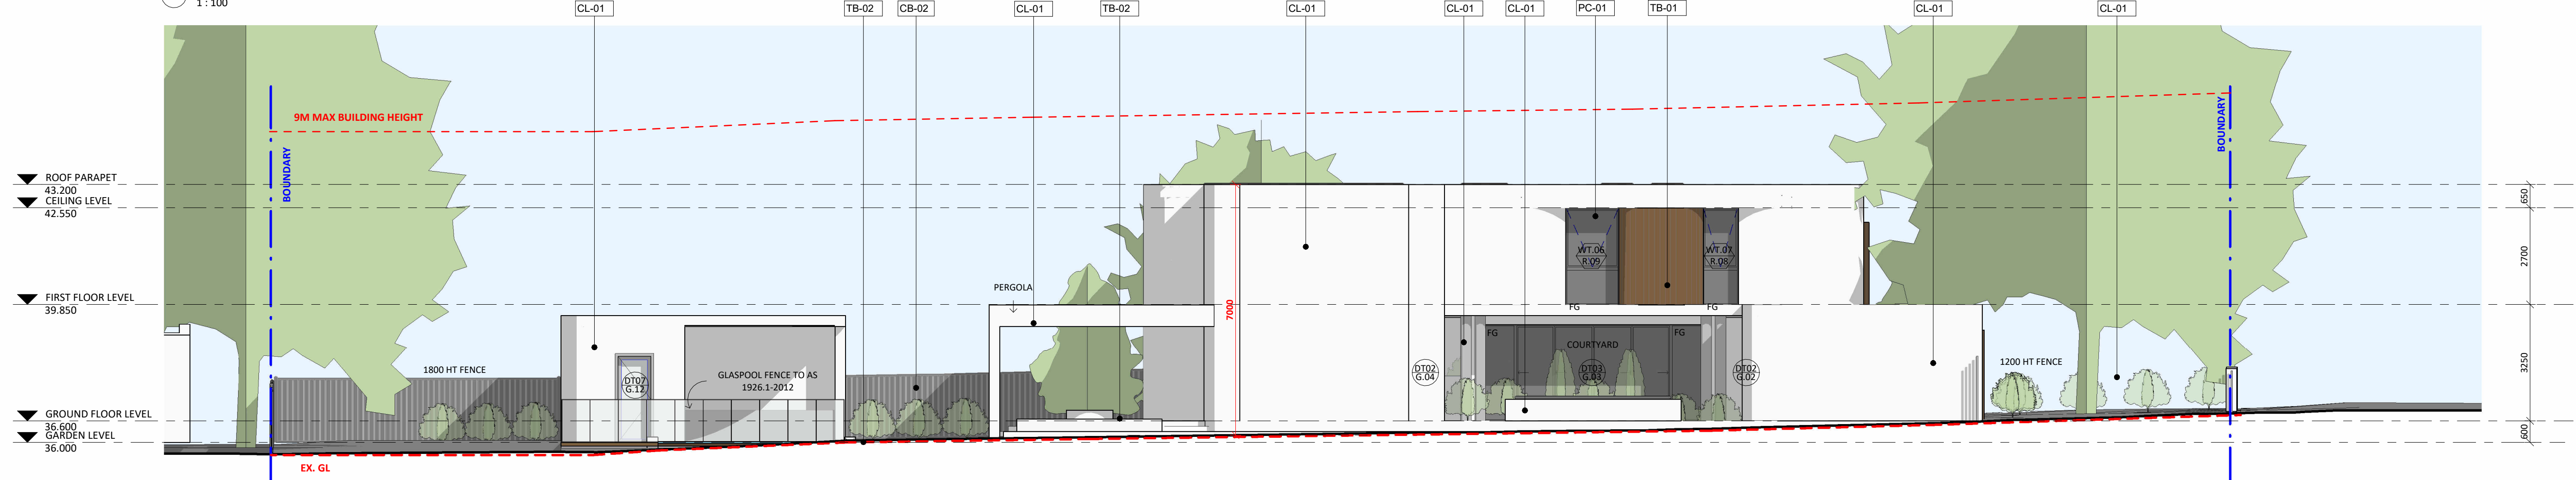 1 : 100
CL-01
TB-02
CB-02
CL-01
TB-02
CL-01
CL-01
CL-01
PC-01
TB-01
CL-01
CL-01
9M MAX BUILDING HEIGHT
BOUNDARY
BOUNDARY
ROOF PARAPET
43.200
CEILING LEVEL
42.550
FIRST FLOOR LEVEL
39.850
GROUND FLOOR LEVEL
36.600
GARDEN LEVEL
36.000
650
2700
3250
600
WT.06
R.09
WT.07
R.08
PERGOLA
7000
FG
FG
FG
FG
COURTYARD
1800 HT FENCE
DT07
G.12
GLASPOOL FENCE TO AS
1926.1-2012
DT02
G.04
DT03
G.03
DT02
G.02
1200 HT FENCE
EX. GL